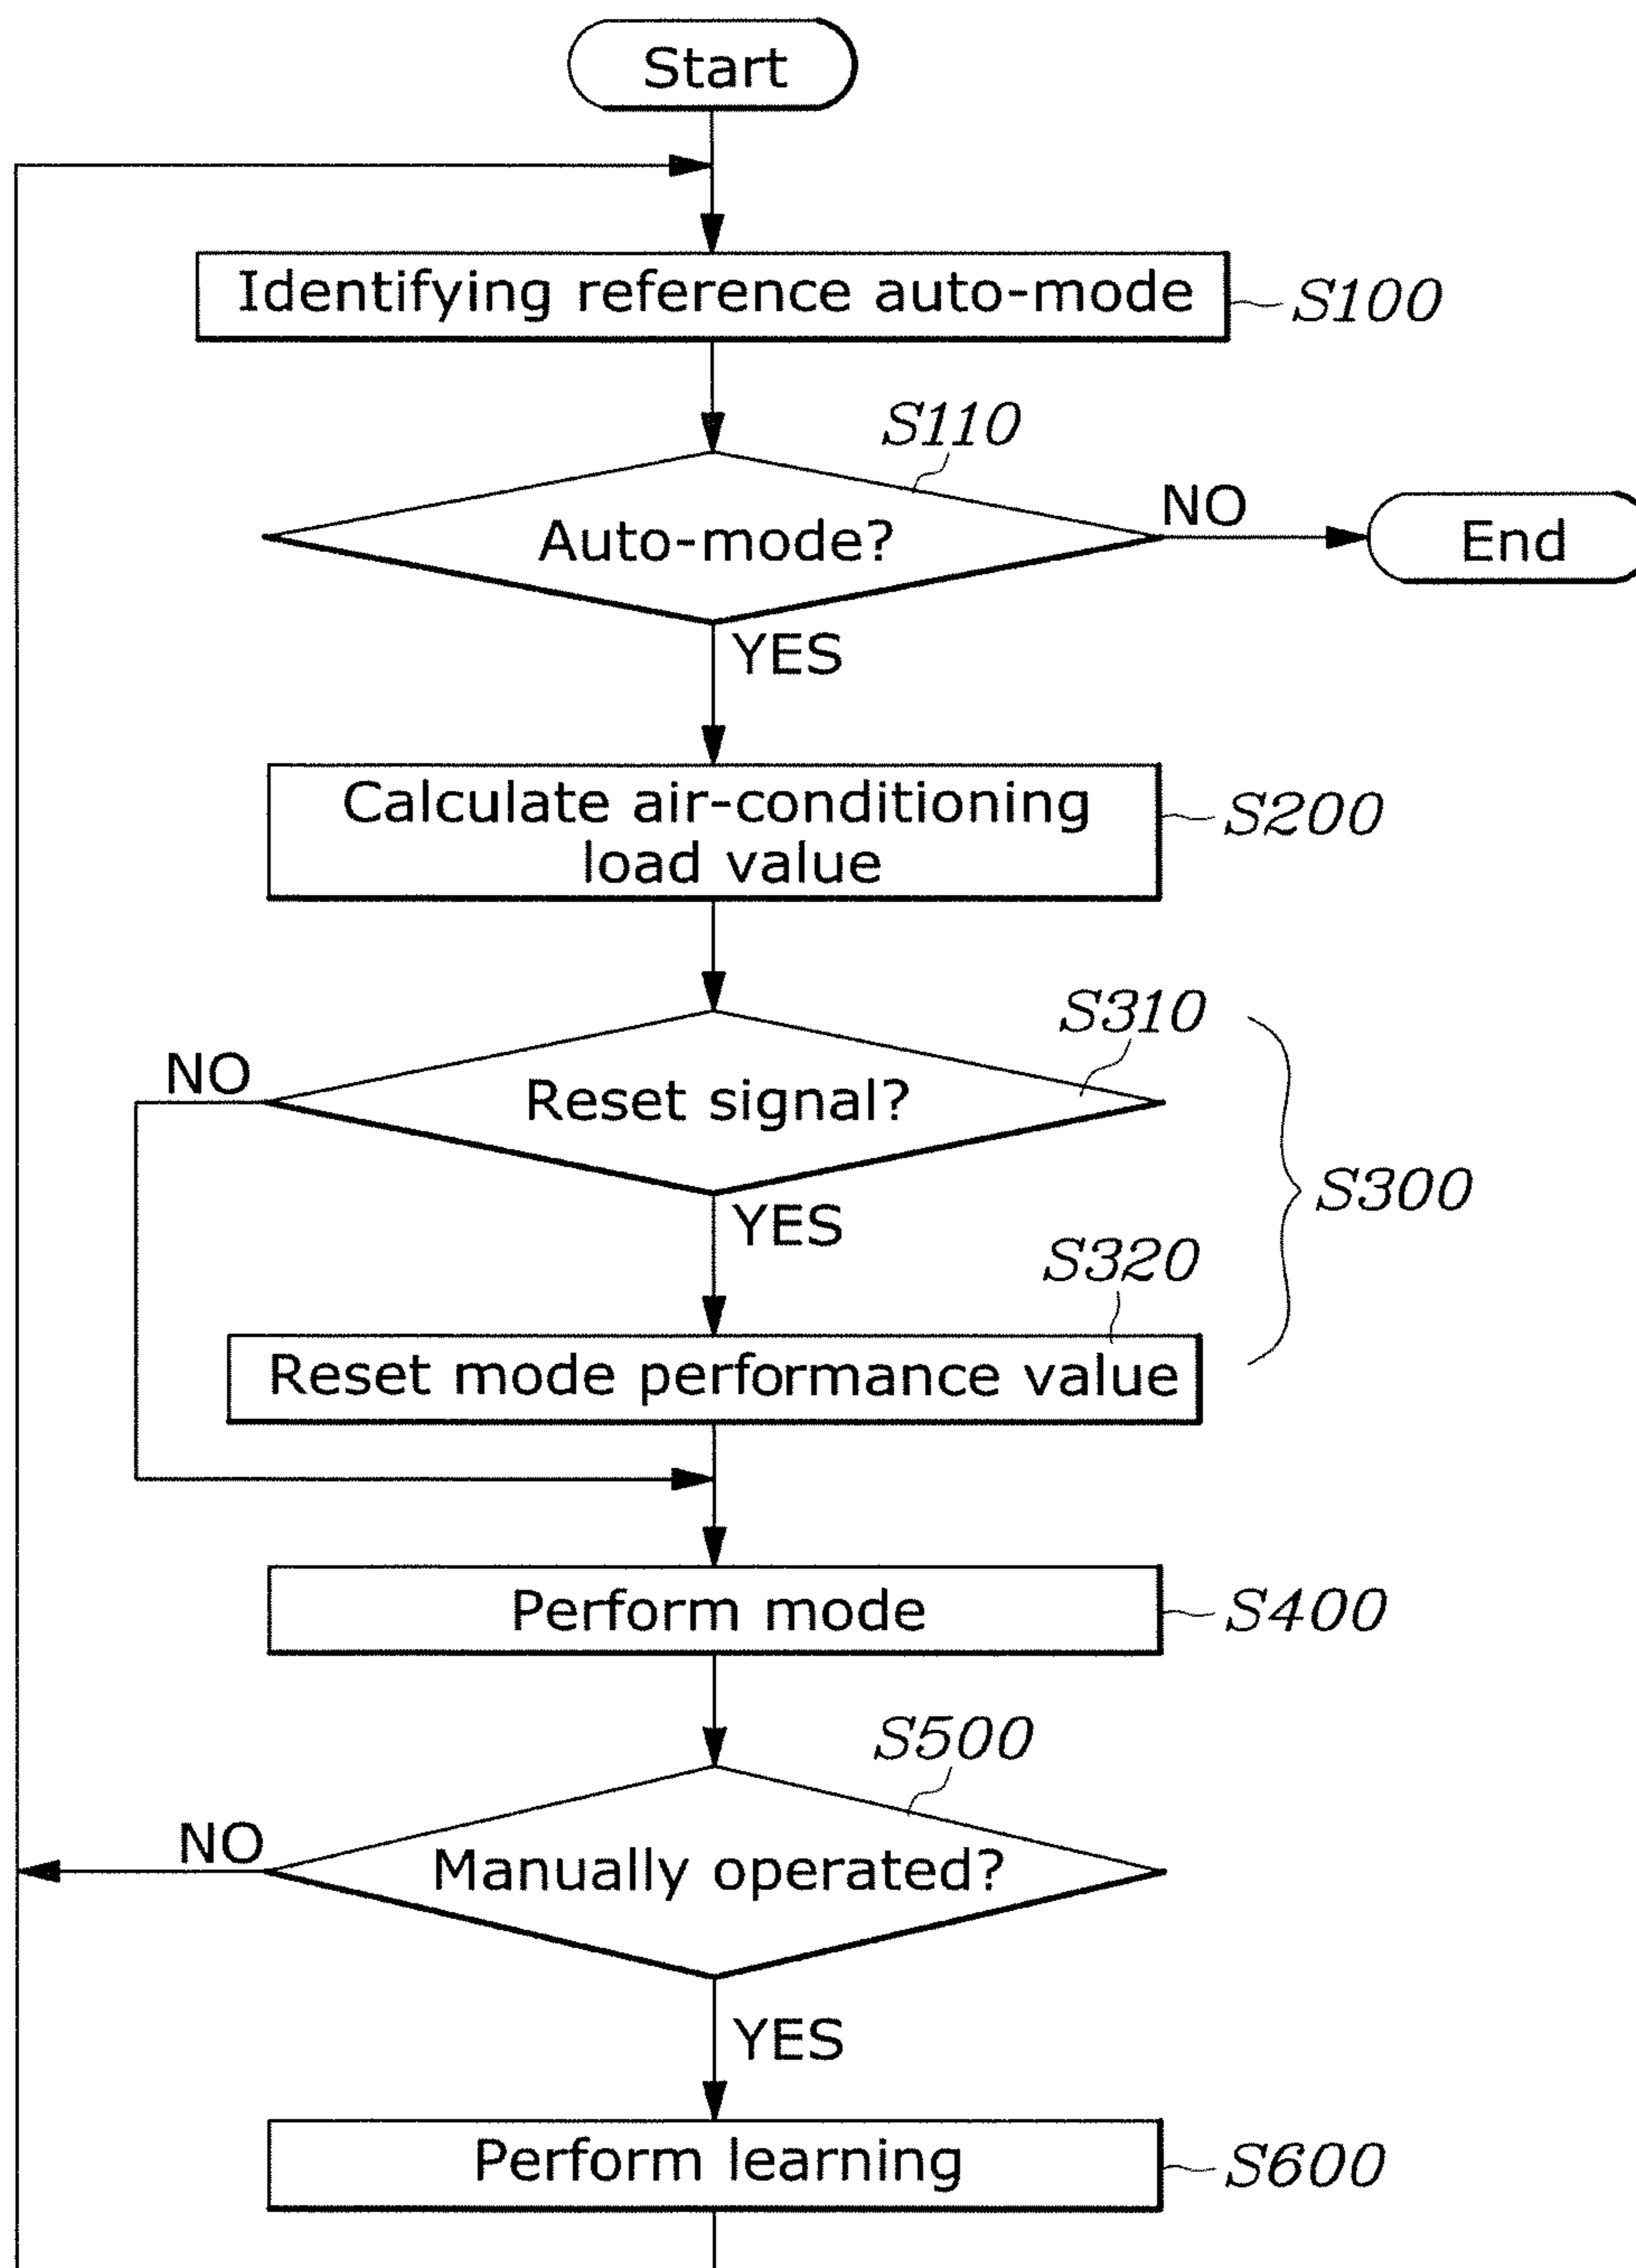 Start
Identifying reference auto-mode
S100
S110
Auto-mode?
NO
End
YES
Calculate air-conditioning
load value
S200
S310
NO
Reset signal?
S300
YES
S320
Reset mode performance value
Perform mode
S400
S500
NO
Manually operated?
YES
Perform learning
S600